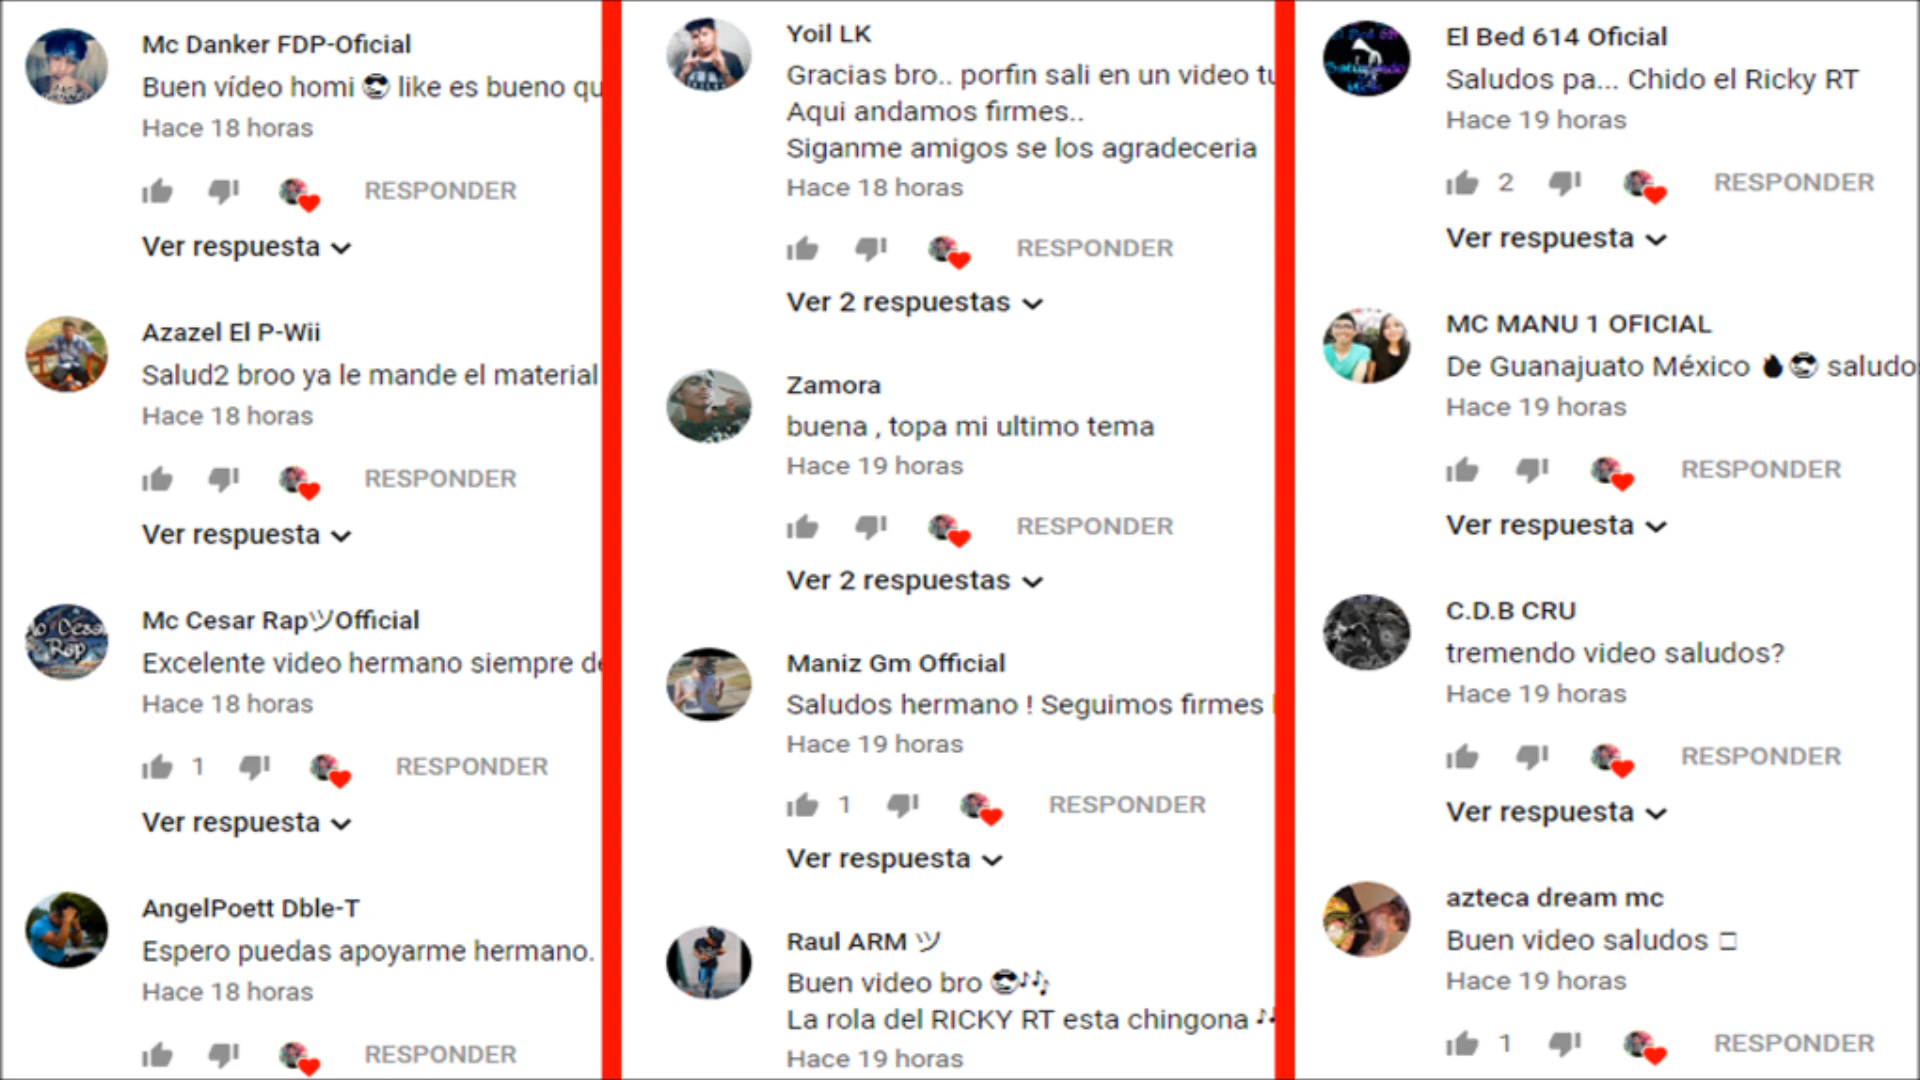 Mc Danker FDP-Oficial
Buen vídeo homi 😎 like es bueno qu
Hace 18 horas
RESPONDER
Ver respuesta
Azazel El P-Wii
Salud2 broo ya le mande el material
Hace 18 horas
RESPONDER
Ver respuesta
Mc Cesar RapツOfficial
Excelente video hermano siempre de
Hace 18 horas
1 RESPONDER
Ver respuesta
AngelPoett Dble-T
Espero puedas apoyarme hermano.
Hace 18 horas
RESPONDER
Yoil LK
Gracias bro.. porfin sali en un video tu
Aqui andamos firmes..
Siganme amigos se los agradeceria
Hace 18 horas
RESPONDER
Ver 2 respuestas
Zamora
buena , topa mi ultimo tema
Hace 19 horas
RESPONDER
Ver 2 respuestas
Maniz Gm Official
Saludos hermano ! Seguimos firmes
Hace 19 horas
1 RESPONDER
Ver respuesta
Raul ARM ツ
Buen video bro 😎🎶
La rola del RICKY RT esta chingona 🎶
Hace 19 horas
El Bed 614 Oficial
Saludos pa... Chido el Ricky RT
Hace 19 horas
2 RESPONDER
Ver respuesta
MC MANU 1 OFICIAL
De Guanajuato México 🔥😎 saludos
Hace 19 horas
RESPONDER
Ver respuesta
C.D.B CRU
tremendo video saludos?
Hace 19 horas
RESPONDER
Ver respuesta
azteca dream mc
Buen video saludos □
Hace 19 horas
1 RESPONDER